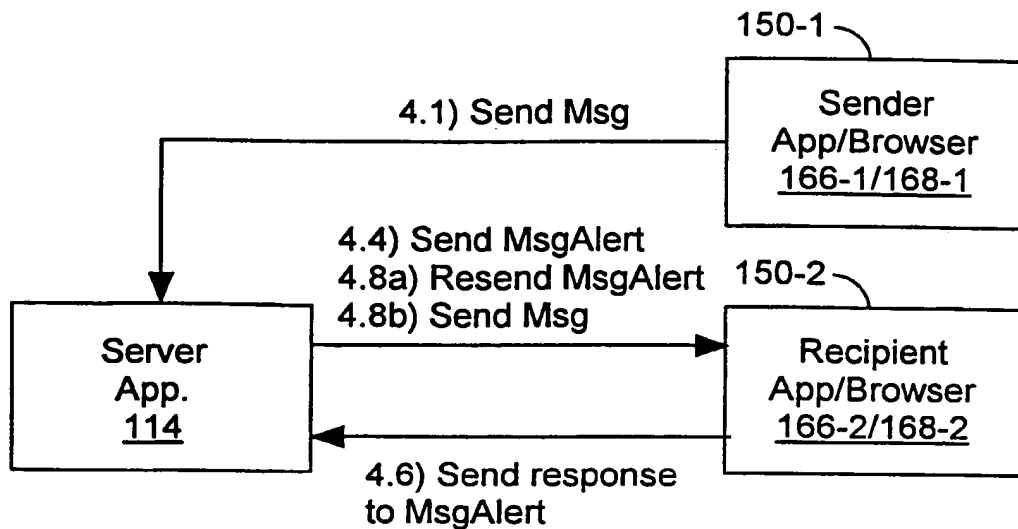 150-1
Sender
App/Browser
166-1/168-1
4.1) Send Msg
4.4) Send MsgAlert
4.8a) Resend MsgAlert
4.8b) Send Msg
150-2
Server
App.
114
Recipient
App/Browser
166-2/168-2
4.6) Send response
to MsgAlert